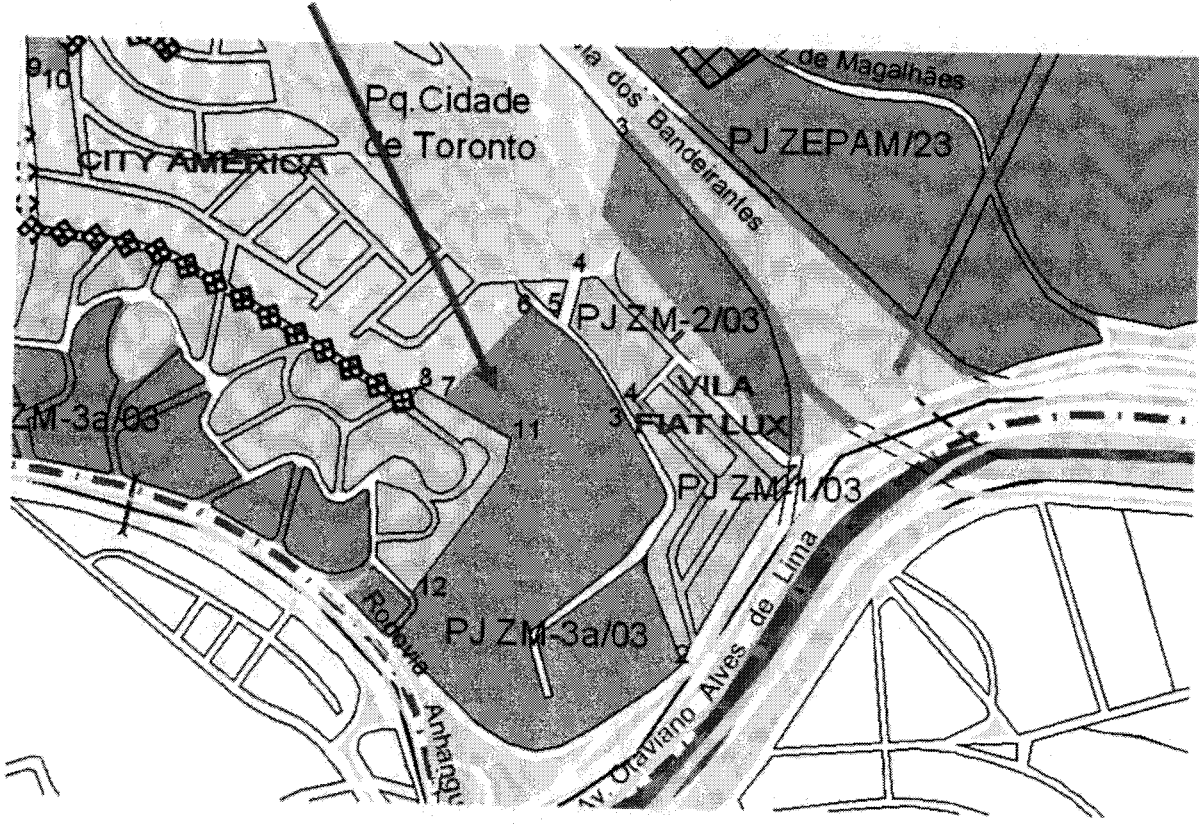 9
10
Pq.Cidade
de Toronto
CITY AMERICA
3
dos Bandeirantes
de Magalhães
PJ ZEPAM/23
4
6
5
PJ ZM-2/03
8
7
VILA
FIAT LUX
4
3
11
ZM-3a/03
1
PJ ZM-1/03
12
PJ ZM-3a/03
2
Rodovia
Anhangu
Av. Otaviano Alves de Lima